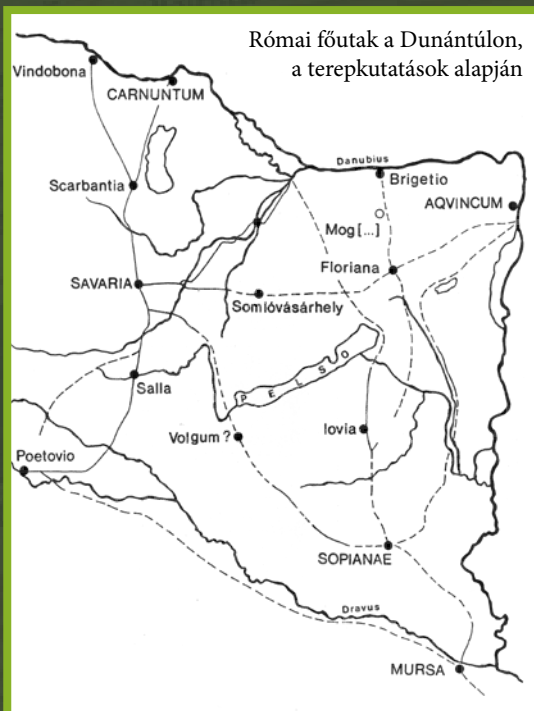 Római főutak a Dunántúlon,
a terepkutatások alapján
Vindobona
CARNUNTUM
Danubius
Brigetio
Scarbantia
AQVINCUM
Mog[...]
Floriana
SAVARIA
Somlóvásárhely
PELSO
Salla
Volgum ?
Iovia
Poetovio
SOPIANAE
Dravus
MURSA